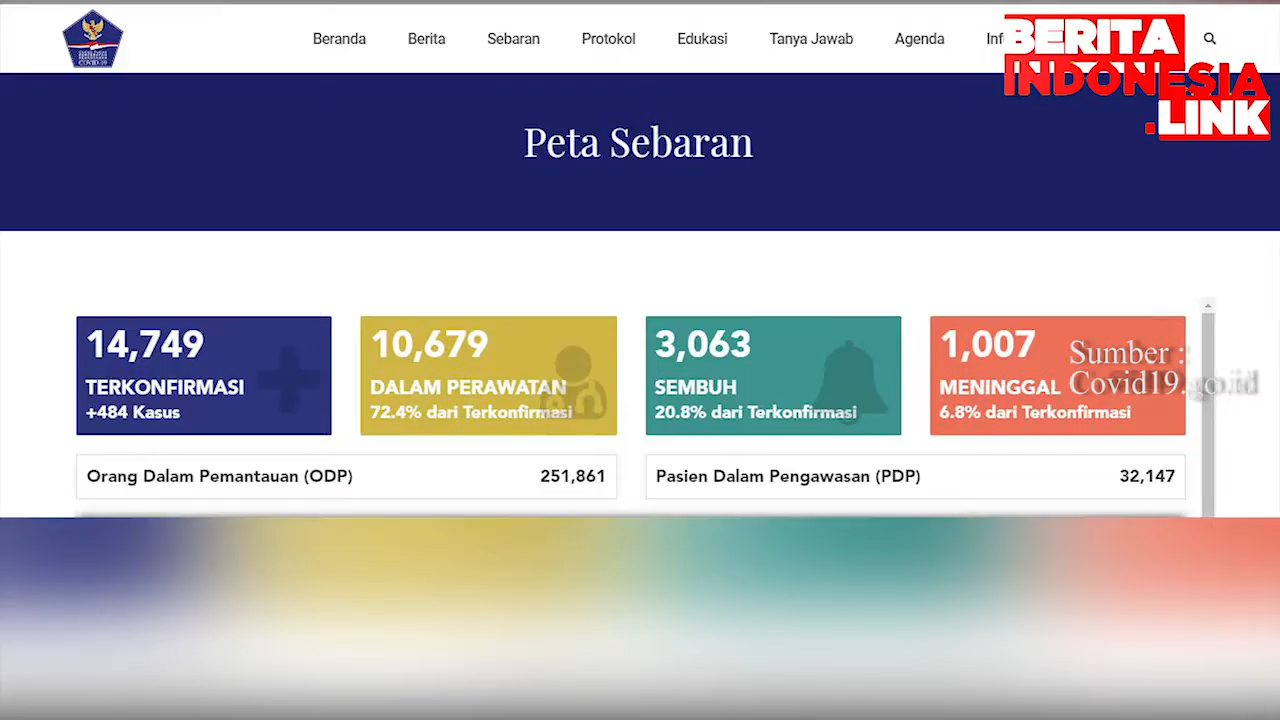 Beranda Berita Sebaran Protokol Edukasi Tanya Jawab Agenda
BERITA
INDONESIA
.LINK
COVID-19
Peta Sebaran
14,749
TERKONFIRMASI
+484 Kasus
10,679
DALAM PERAWATAN
72.4% dari Terkonfirmasi
3,063
SEMBUH
20.8% dari Terkonfirmasi
1,007
MENINGGAL
6.8% dari Terkonfirmasi
Sumber :
Covid19.go.id
Orang Dalam Pemantauan (ODP) 251,861
Pasien Dalam Pengawasan (PDP) 32,147